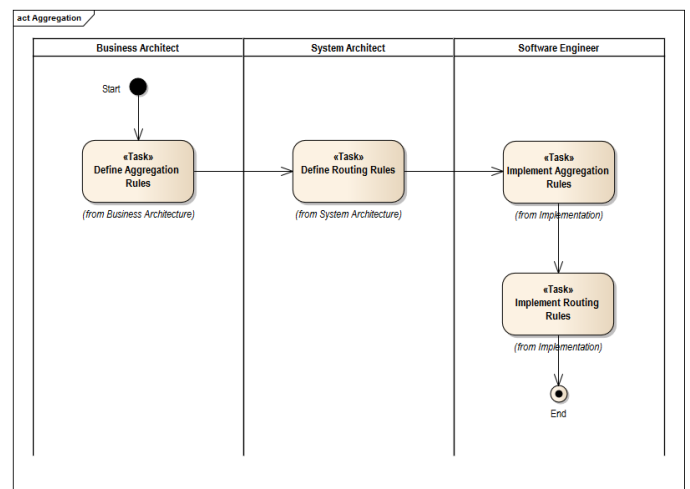 act Aggregation
Business Architect
System Architect
Software Engineer
Start
«Task»
Define Aggregation
Rules
(from Business Architecture)
«Task»
Define Routing Rules
(from System Architecture)
«Task»
Implement Aggregation
Rules
(from Implementation)
«Task»
Implement Routing
Rules
(from Implementation)
End